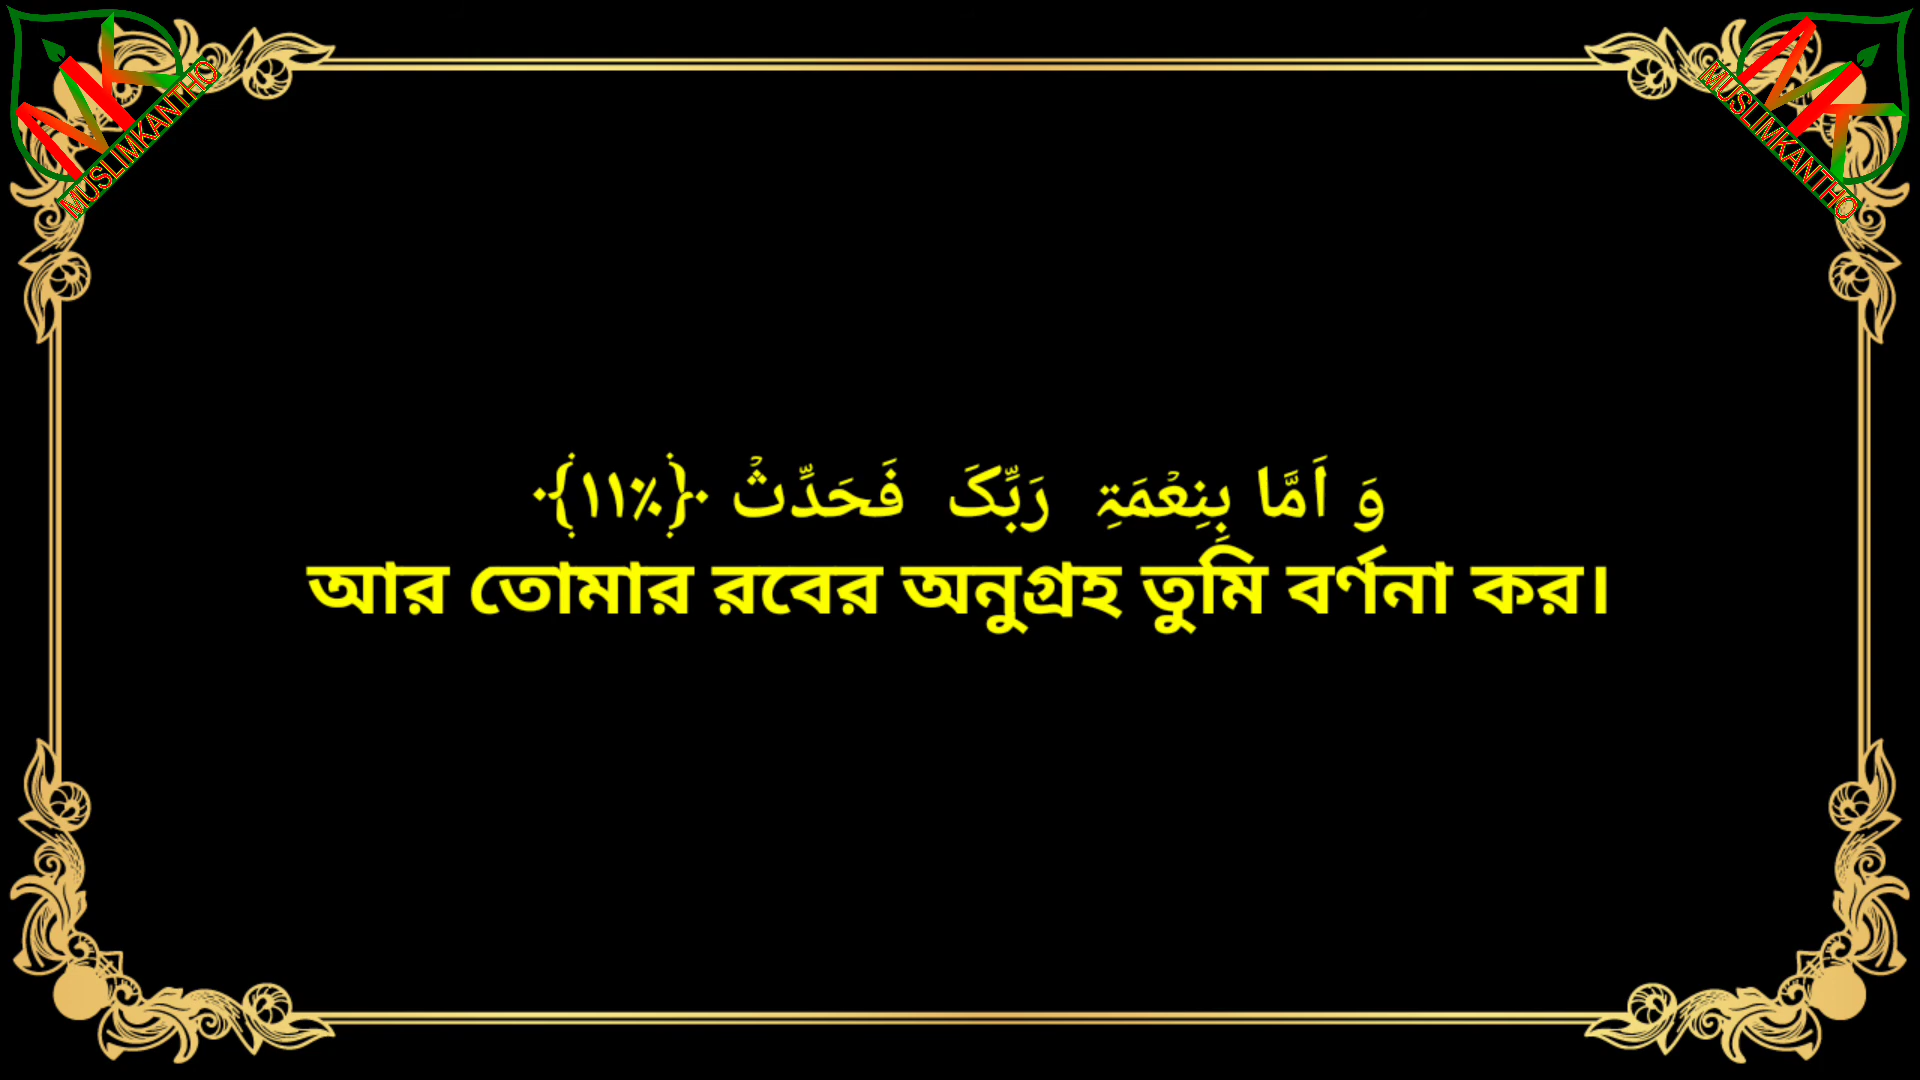 MUSLIMKANTHO
MUSLIMKANTHO
وَ اَمَّا بِنِعۡمَۃِ رَبِّکَ فَحَدِّثۡ ﴿٪۱۱﴾
আর তোমার রবের অনুগ্রহ তুমি বর্ণনা কর।